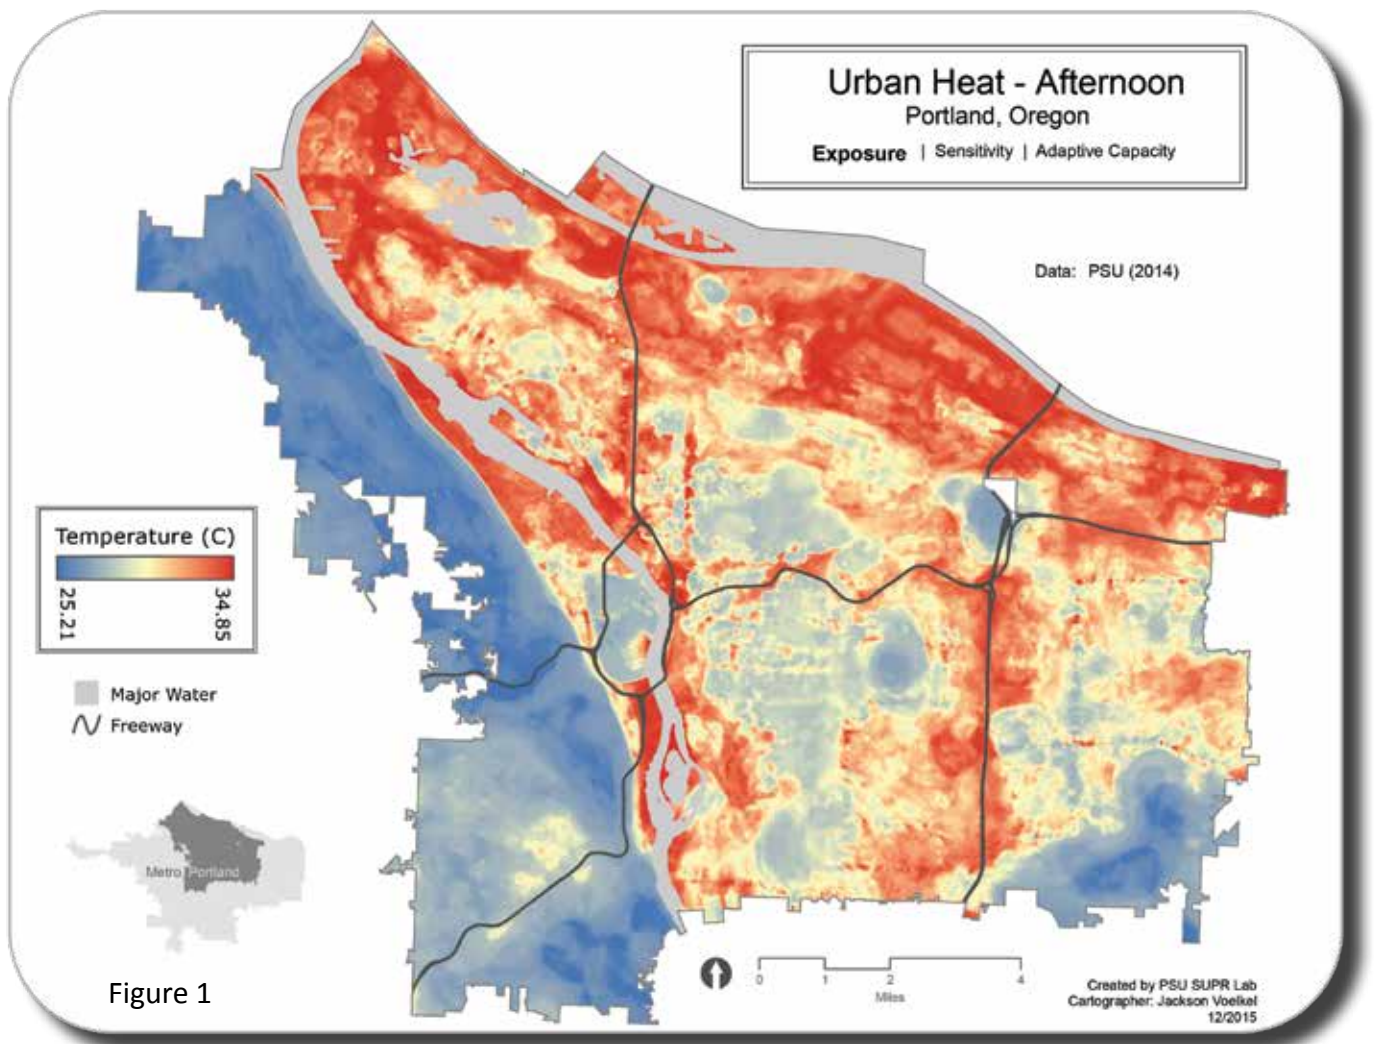 Urban Heat - Afternoon
Portland, Oregon
Exposure | Sensitivity | Adaptive Capacity
Data: PSU (2014)
Temperature (C)
25.21
34.85
Major Water
Freeway
Metro Portland
Figure 1
0 1 2 4
Miles
Created by PSU SUPR Lab
Cartographer: Jackson Voelkel
12/2015